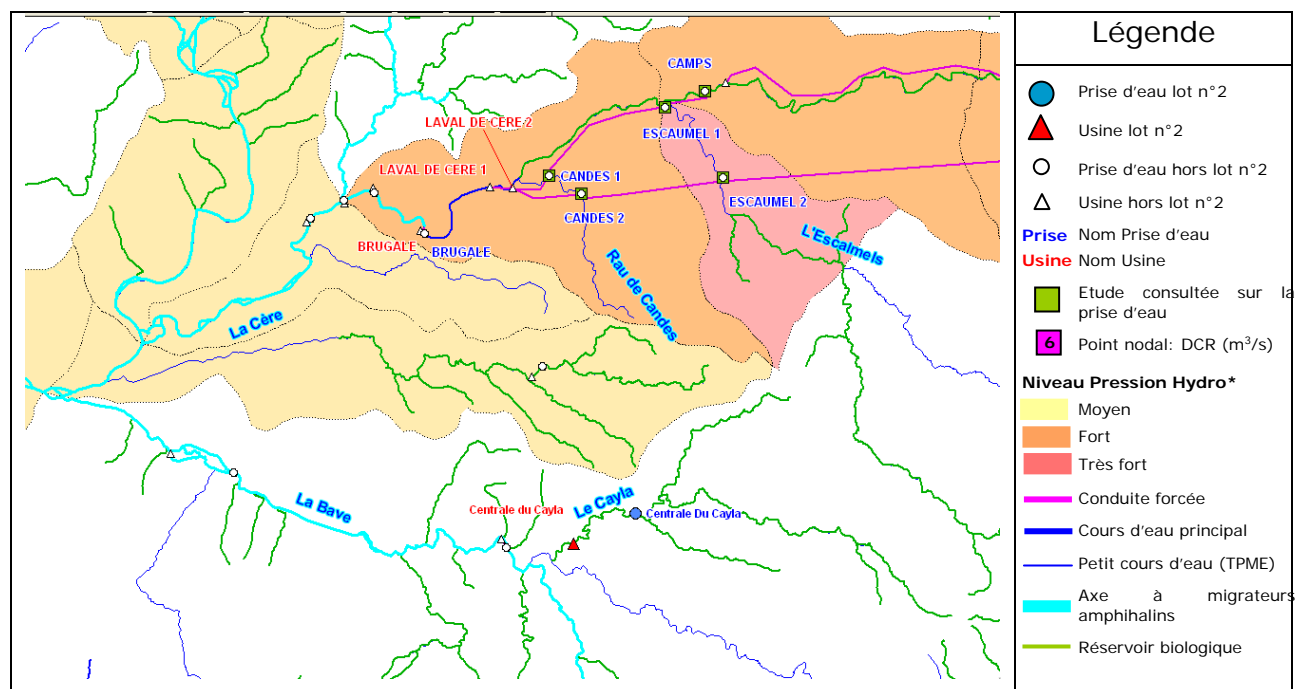 CAMPS
LAVAL DE CÈRE 2
ESCAUMEL 1
LAVAL DE CERE 1
CANDES 1
ESCAUMEL 2
CANDES 2
L'Escalmels
BRUGALE
BRUGALE
Rau de Candes
La Cère
La Bave
Le Cayla
Centrale du Cayla
Centrale Du Cayla
Légende
Prise d'eau lot n°2
Usine lot n°2
Prise d'eau hors lot n°2
Usine hors lot n°2
Prise Nom Prise d'eau
Usine Nom Usine
Etude consultée sur la
prise d'eau
6 Point nodal: DCR (m³/s)
Niveau Pression Hydro*
Moyen
Fort
Très fort
Conduite forcée
Cours d'eau principal
Petit cours d'eau (TPME)
Axe à migrateurs
amphihalins
Réservoir biologique